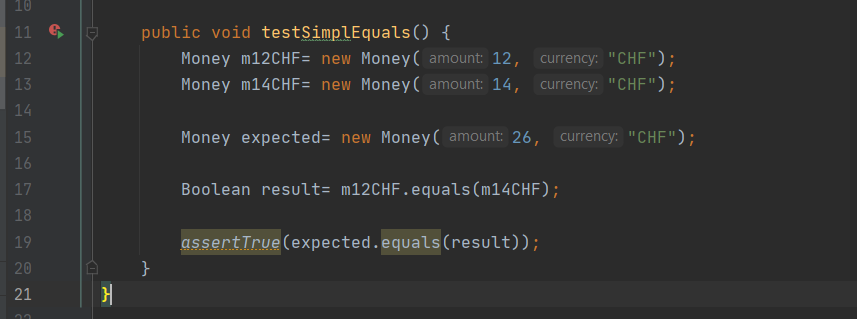 10
11 public void testSimplEquals() {
12 Money m12CHF= new Money( amount: 12, currency: "CHF");
13 Money m14CHF= new Money( amount: 14, currency: "CHF");
14
15 Money expected= new Money( amount: 26, currency: "CHF");
16
17 Boolean result= m12CHF.equals(m14CHF);
18
19 assertTrue(expected.equals(result));
20 }
21 }
22